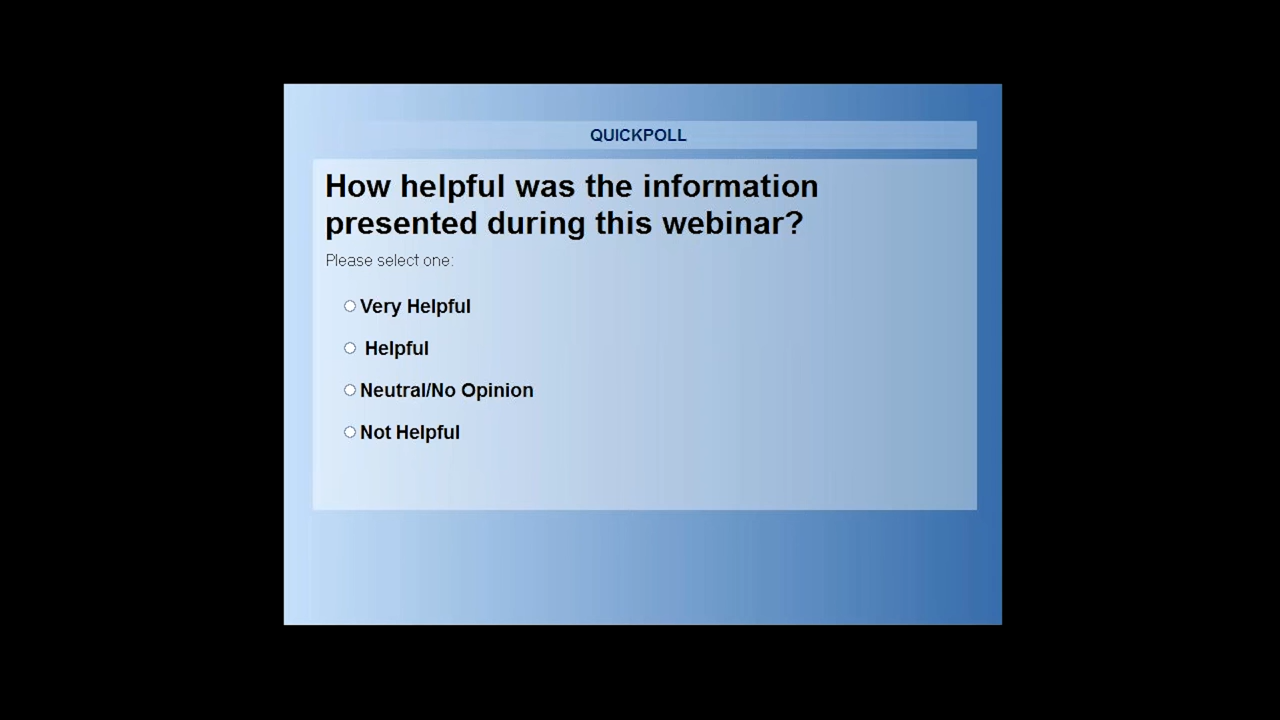 QUICKPOLL
How helpful was the information
presented during this webinar?
Please select one:
Very Helpful
Helpful
Neutral/No Opinion
Not Helpful